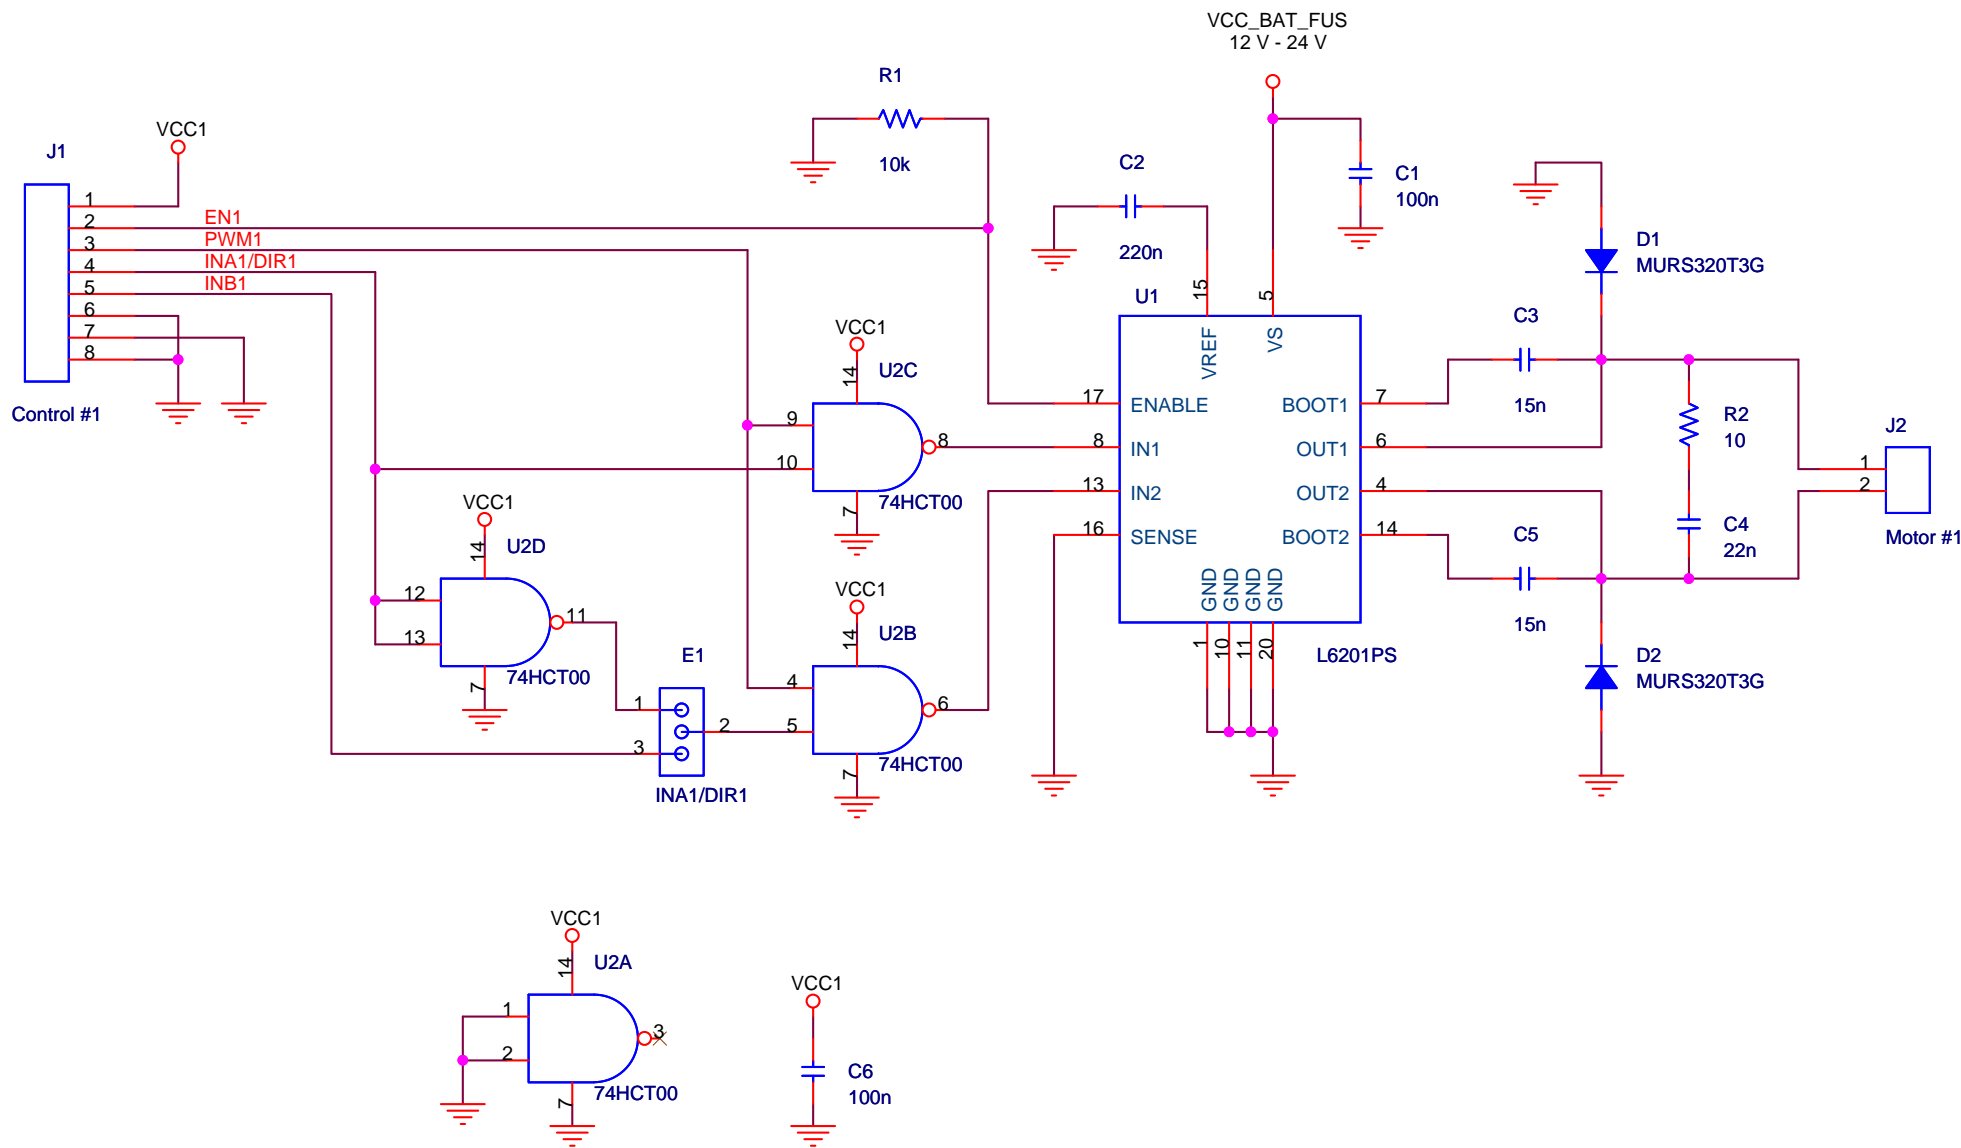 VCC_BAT_FUS
12 V - 24 V
R1
10k
J1
VCC1
1
2
3
4
5
6
7
8
EN1
PWM1
INA1/DIR1
INB1
Control #1
C2
220n
C1
100n
D1
MURS320T3G
VCC1
14
U2C
9
10
8
7
74HCT00
VCC1
14
U2D
12
13
11
7
74HCT00
E1
1
2
3
INA1/DIR1
VCC1
14
U2B
4
5
6
7
74HCT00
U1
15
5
VREF
VS
17
ENABLE
8
IN1
13
IN2
16
SENSE
BOOT1
7
OUT1
6
OUT2
4
BOOT2
14
GND
GND
GND
GND
1
10
11
20
L6201PS
C3
15n
R2
10
C4
22n
C5
15n
J2
1
2
Motor #1
D2
MURS320T3G
VCC1
14
U2A
1
2
3
7
74HCT00
VCC1
C6
100n